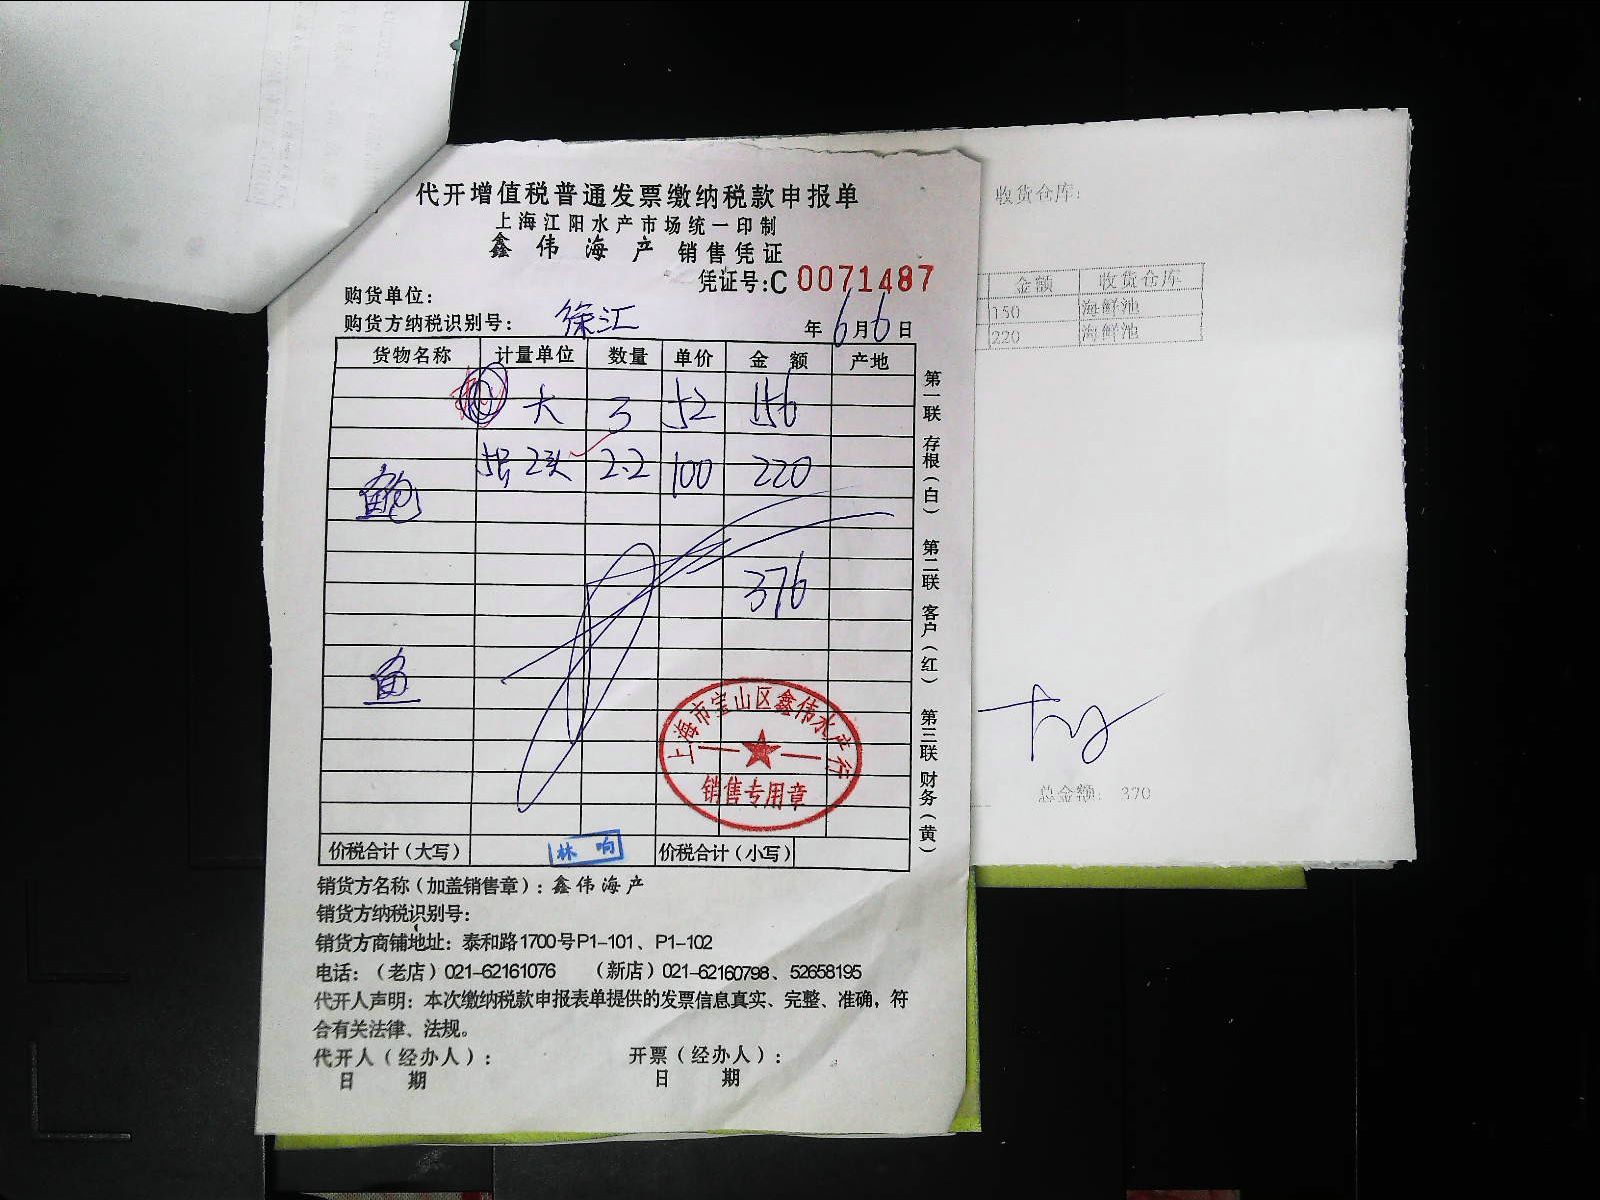 代开增值税普通发票缴纳税款申报单
上海江阳水产市场统一印制
鑫伟海产 销售凭证
凭证号:C 0071487
购货单位:
购货方纳税识别号: 徐汇 年6月6日
货物名称 计量单位 数量 单价 金额 产地
大 3 52 156
2头 2.2 100 220
鲍
376
鱼
上海市宝山区鑫伟水产行
销售专用章
价税合计(大写) 林响 价税合计(小写)
第一联 存根(白) 第二联 客户(红) 第三联 财务(黄)
销货方名称(加盖销售章):鑫伟海产
销货方纳税识别号:
销货方商铺地址:泰和路1700号P1-101、P1-102
电话:(老店)021-62161076 (新店)021-62160798、52658195
代开人声明:本次缴纳税款申报表单提供的发票信息真实、完整、准确,符
合有关法律、法规。
代开人(经办人): 开票(经办人):
日期 日期
收货仓库:
金额 收货仓库
150 海鲜池
220 海鲜池
总金额: 370